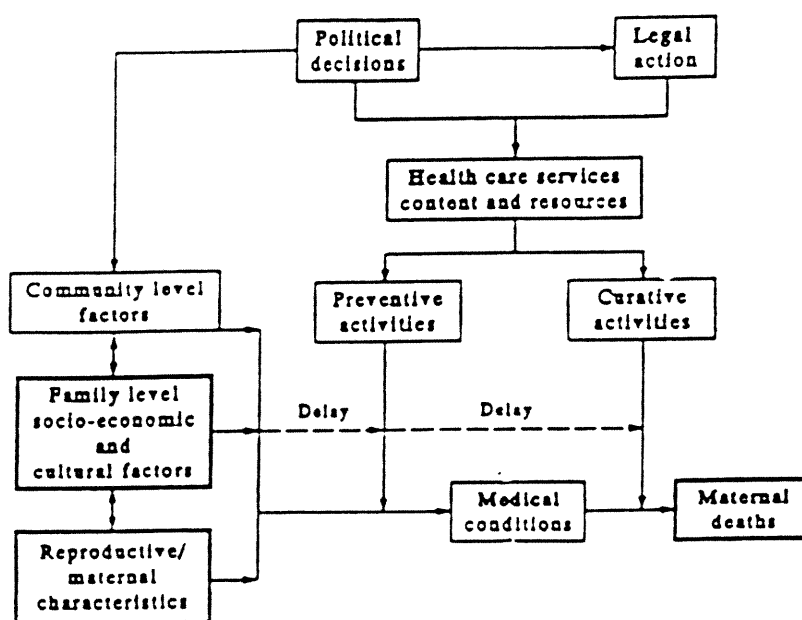 Political
decisions
Legal
action
Health care services
content and resources
Community level
factors
Preventive
activities
Curative
activities
Family level
socio-economic
and
cultural factors
Delay
Delay
Medical
conditions
Maternal
deaths
Reproductive/
maternal
characteristics